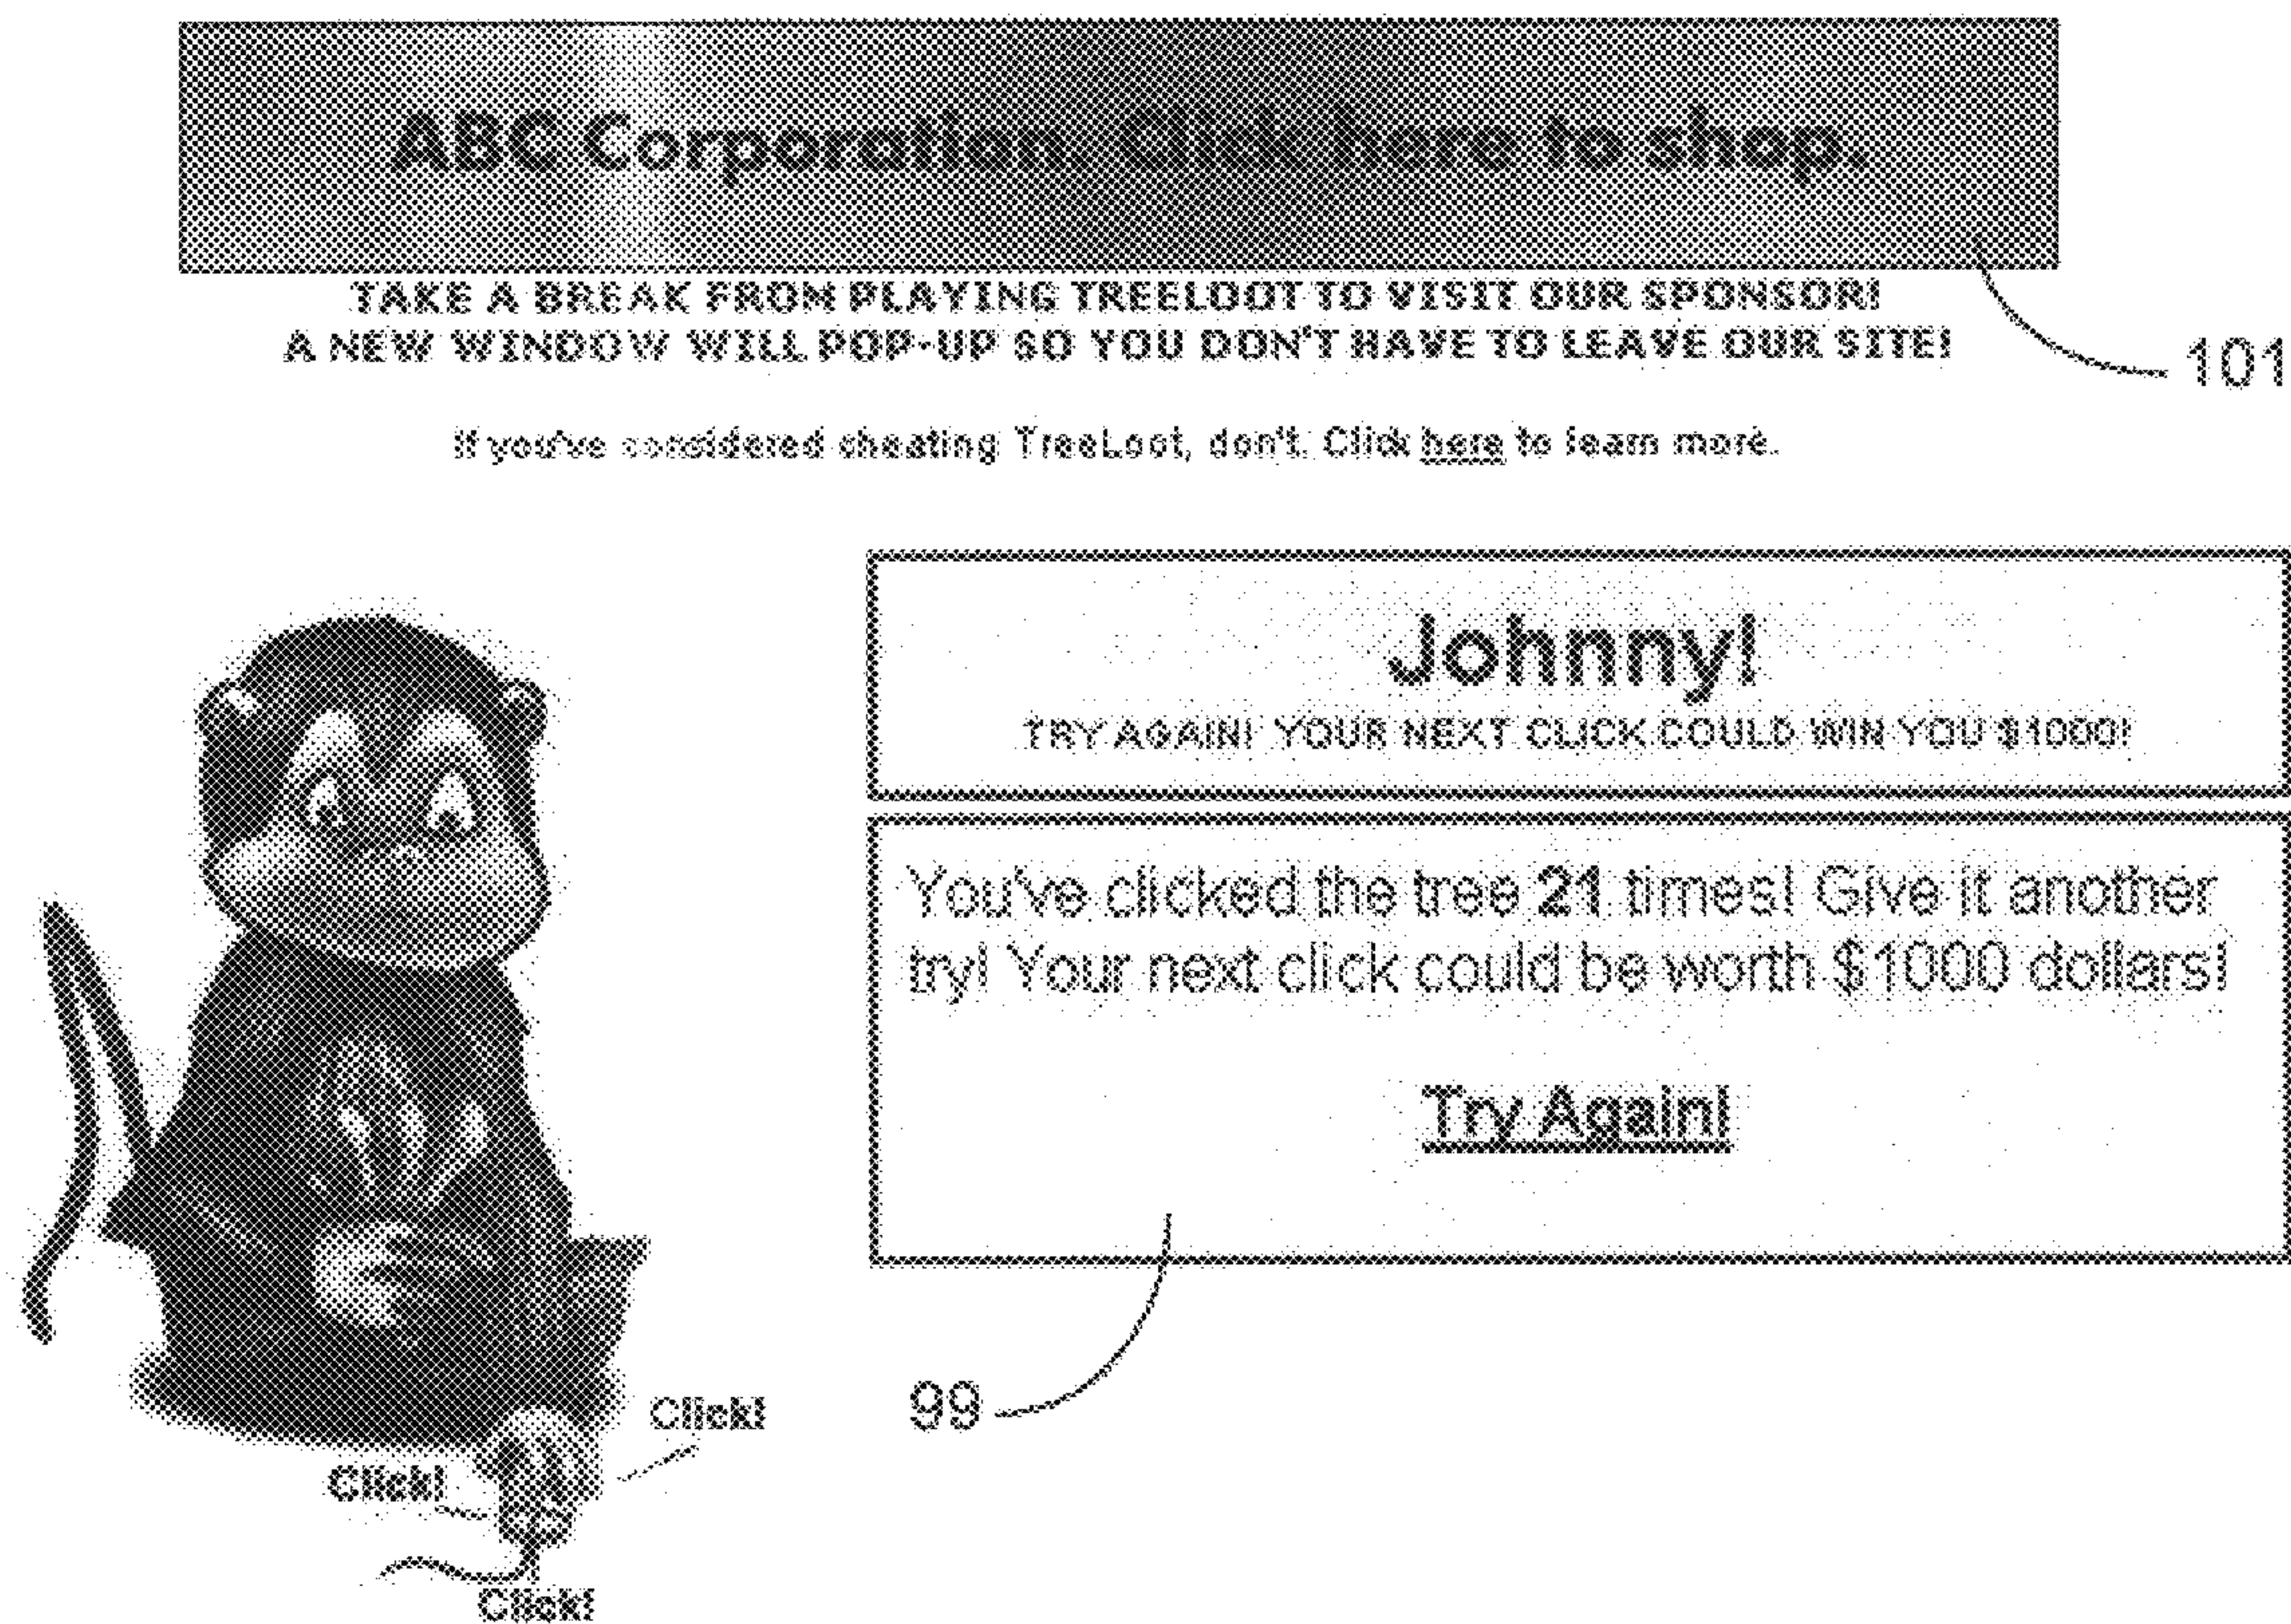 ABC Corporation. Click here to shop.
TAKE A BREAK FROM PLAYING TREELOOT TO VISIT OUR SPONSOR!
A NEW WINDOW WILL POP-UP SO YOU DON'T HAVE TO LEAVE OUR SITE!
101
If you've considered cheating TreeLoot, don't. Click here to learn more.
Johnny!
TRY AGAIN! YOUR NEXT CLICK COULD WIN YOU $1000!
You've clicked the tree 21 times! Give it another
try! Your next click could be worth $1000 dollars!
Try Again!
99
Click!
Click!
Click!